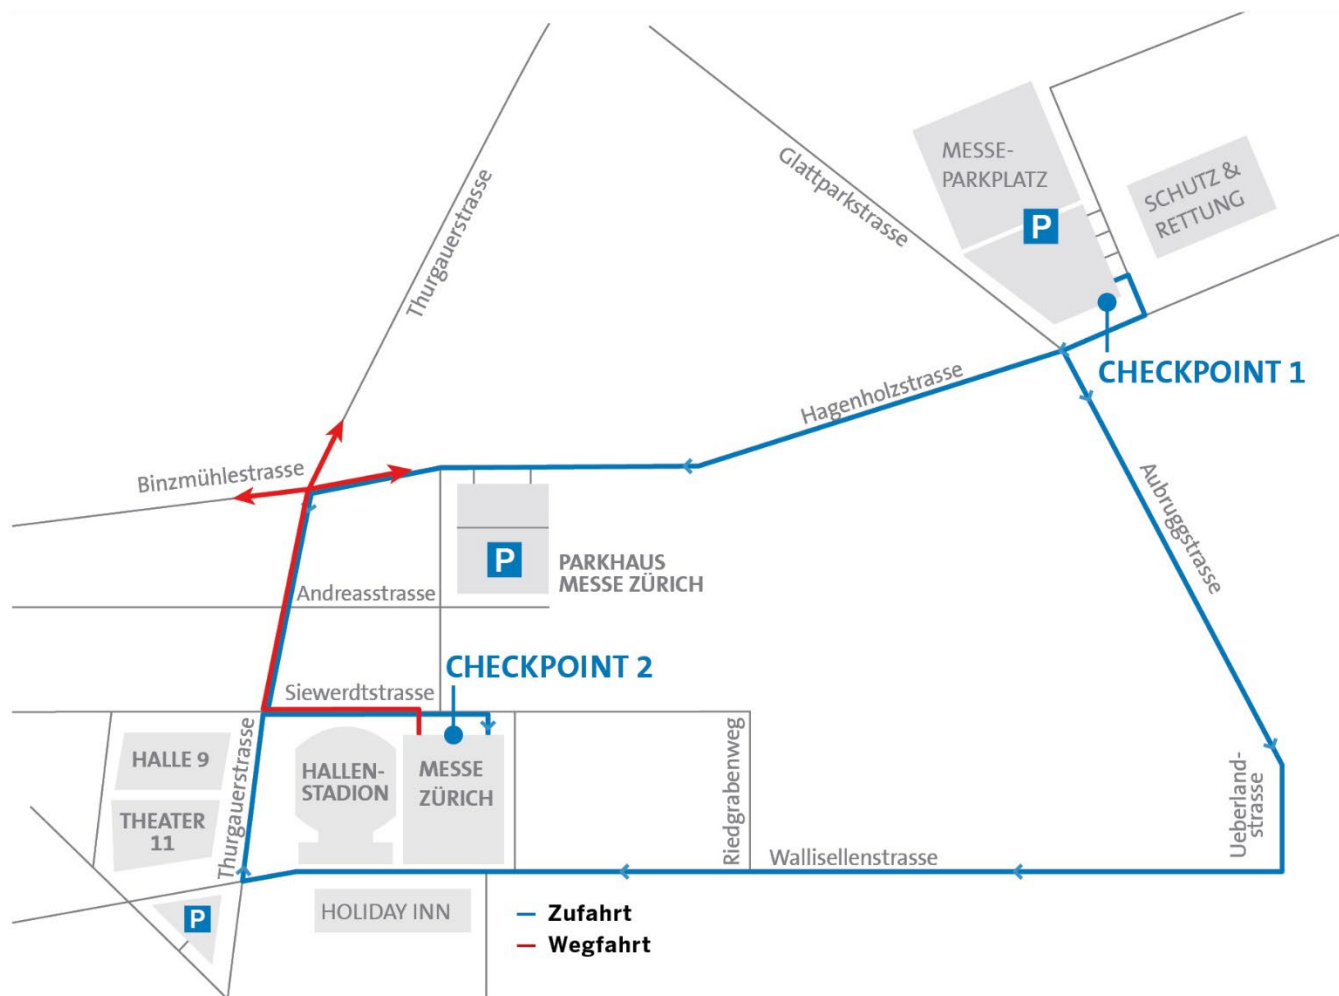 MESSE-
PARKPLATZ
P
SCHUTZ &
RETTUNG
Glattparkstrasse
Thurgauerstrasse
CHECKPOINT 1
Hagenholzstrasse
Binzmühlestrasse
Aubruggstrasse
P
PARKHAUS
MESSE ZÜRICH
Andreasstrasse
CHECKPOINT 2
Siewerdtstrasse
HALLE 9
THEATER
11
Thurgauerstrasse
HALLEN-
STADION
MESSE
ZÜRICH
Riedgrabenweg
Ueberland-
strasse
Wallisellenstrasse
P
HOLIDAY INN
Zufahrt
Wegfahrt